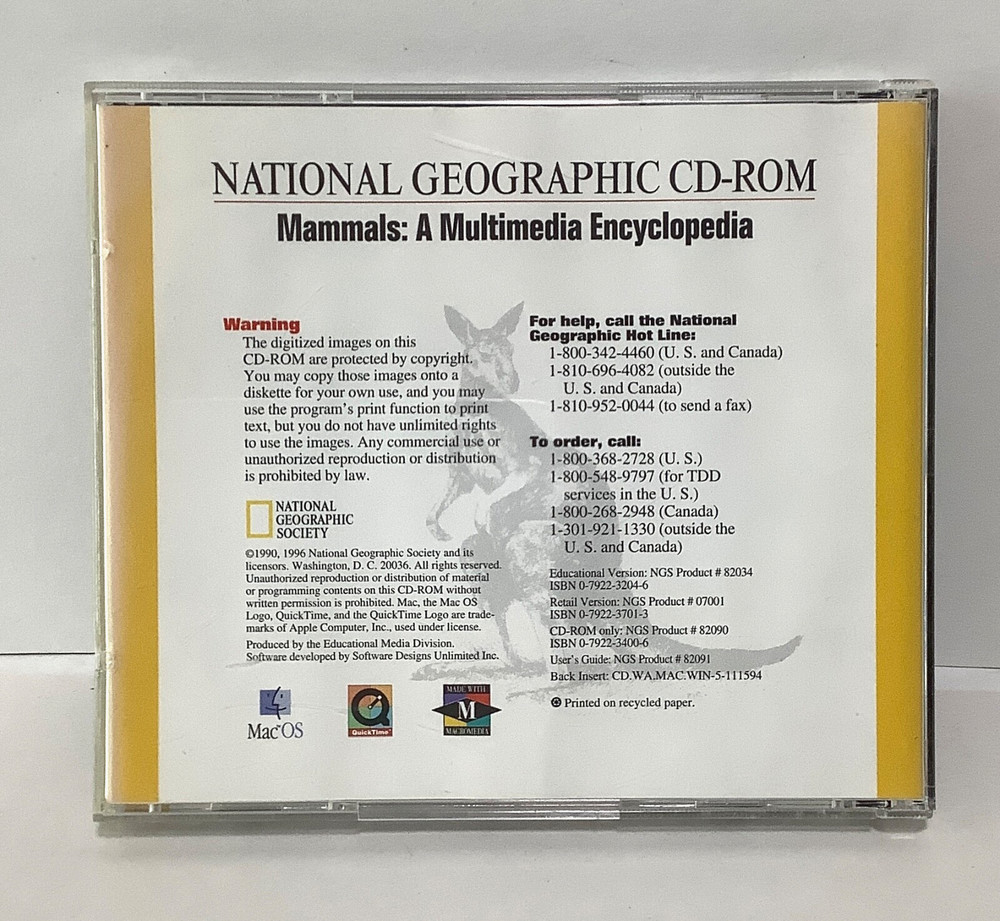 NATIONAL GEOGRAPHIC CD-ROM
Mammals: A Multimedia Encyclopedia
Warning
The digitized images on this
CD-ROM are protected by copyright.
You may copy those images onto a
diskette for your own use, and you may
use the program's print function to print
text, but you do not have unlimited rights
to use the images. Any commercial use or
unauthorized reproduction or distribution
is prohibited by law.
NATIONAL
GEOGRAPHIC
SOCIETY
©1990, 1996 National Geographic Society and its
licensors. Washington, D. C. 20036. All rights reserved.
Unauthorized reproduction or distribution of material
or programming contents on this CD-ROM without
written permission is prohibited. Mac, the Mac OS
Logo, QuickTime, and the QuickTime Logo are trade-
marks of Apple Computer, Inc., used under license.
Produced by the Educational Media Division.
Software developed by Software Designs Unlimited Inc.
Mac™OS
QuickTime™
MADE WITH
M
MACROMEDIA
For help, call the National
Geographic Hot Line:
1-800-342-4460 (U. S. and Canada)
1-810-696-4082 (outside the
U. S. and Canada)
1-810-952-0044 (to send a fax)
To order, call:
1-800-368-2728 (U. S.)
1-800-548-9797 (for TDD
services in the U. S.)
1-800-268-2948 (Canada)
1-301-921-1330 (outside the
U. S. and Canada)
Educational Version: NGS Product # 82034
ISBN 0-7922-3204-6
Retail Version: NGS Product # 07001
ISBN 0-7922-3701-3
CD-ROM only: NGS Product # 82090
ISBN 0-7922-3400-6
User's Guide: NGS Product # 82091
Back Insert: CD.WA.MAC.WIN-5-111594
Printed on recycled paper.